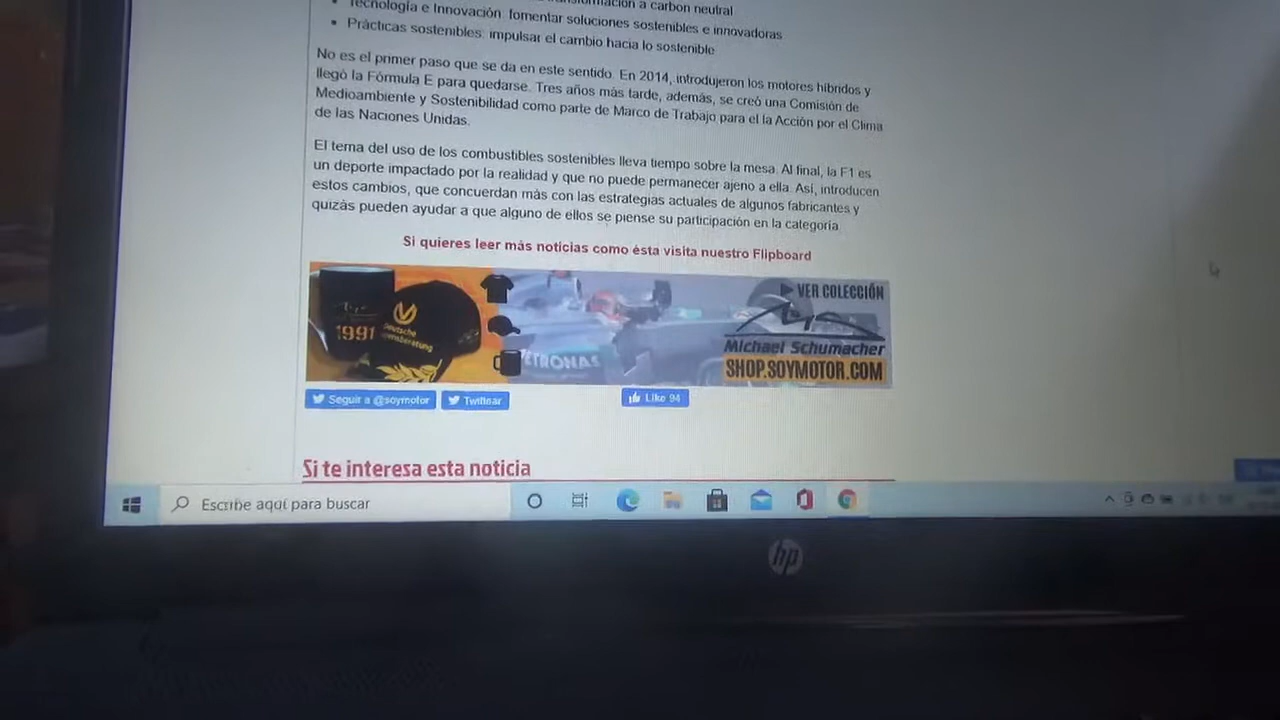 a carbon neutral
Tecnología e Innovación: fomentar soluciones sostenibles e innovadoras
Prácticas sostenibles: impulsar el cambio hacia lo sostenible
No es el primer paso que se da en este sentido. En 2014, introdujeron los motores híbridos y
llegó la Fórmula E para quedarse. Tres años más tarde, además, se creó una Comisión de
Medioambiente y Sostenibilidad como parte de Marco de Trabajo para el la Acción por el Clima
de las Naciones Unidas.
El tema del uso de los combustibles sostenibles lleva tiempo sobre la mesa. Al final, la F1 es
un deporte impactado por la realidad y que no puede permanecer ajeno a ella. Así, introducen
estos cambios, que concuerdan más con las estrategias actuales de algunos fabricantes y
quizás pueden ayudar a que alguno de ellos se piense su participación en la categoría.
Si quieres leer más noticias como ésta visita nuestro Flipboard
1991
Deutsche
PETRONAS
VER COLECCIÓN
Michael Schumacher
SHOP.SOYMOTOR.COM
Seguir a @soymotor
Twittear
Like 94
Si te interesa esta noticia
Escribe aquí para buscar
hp